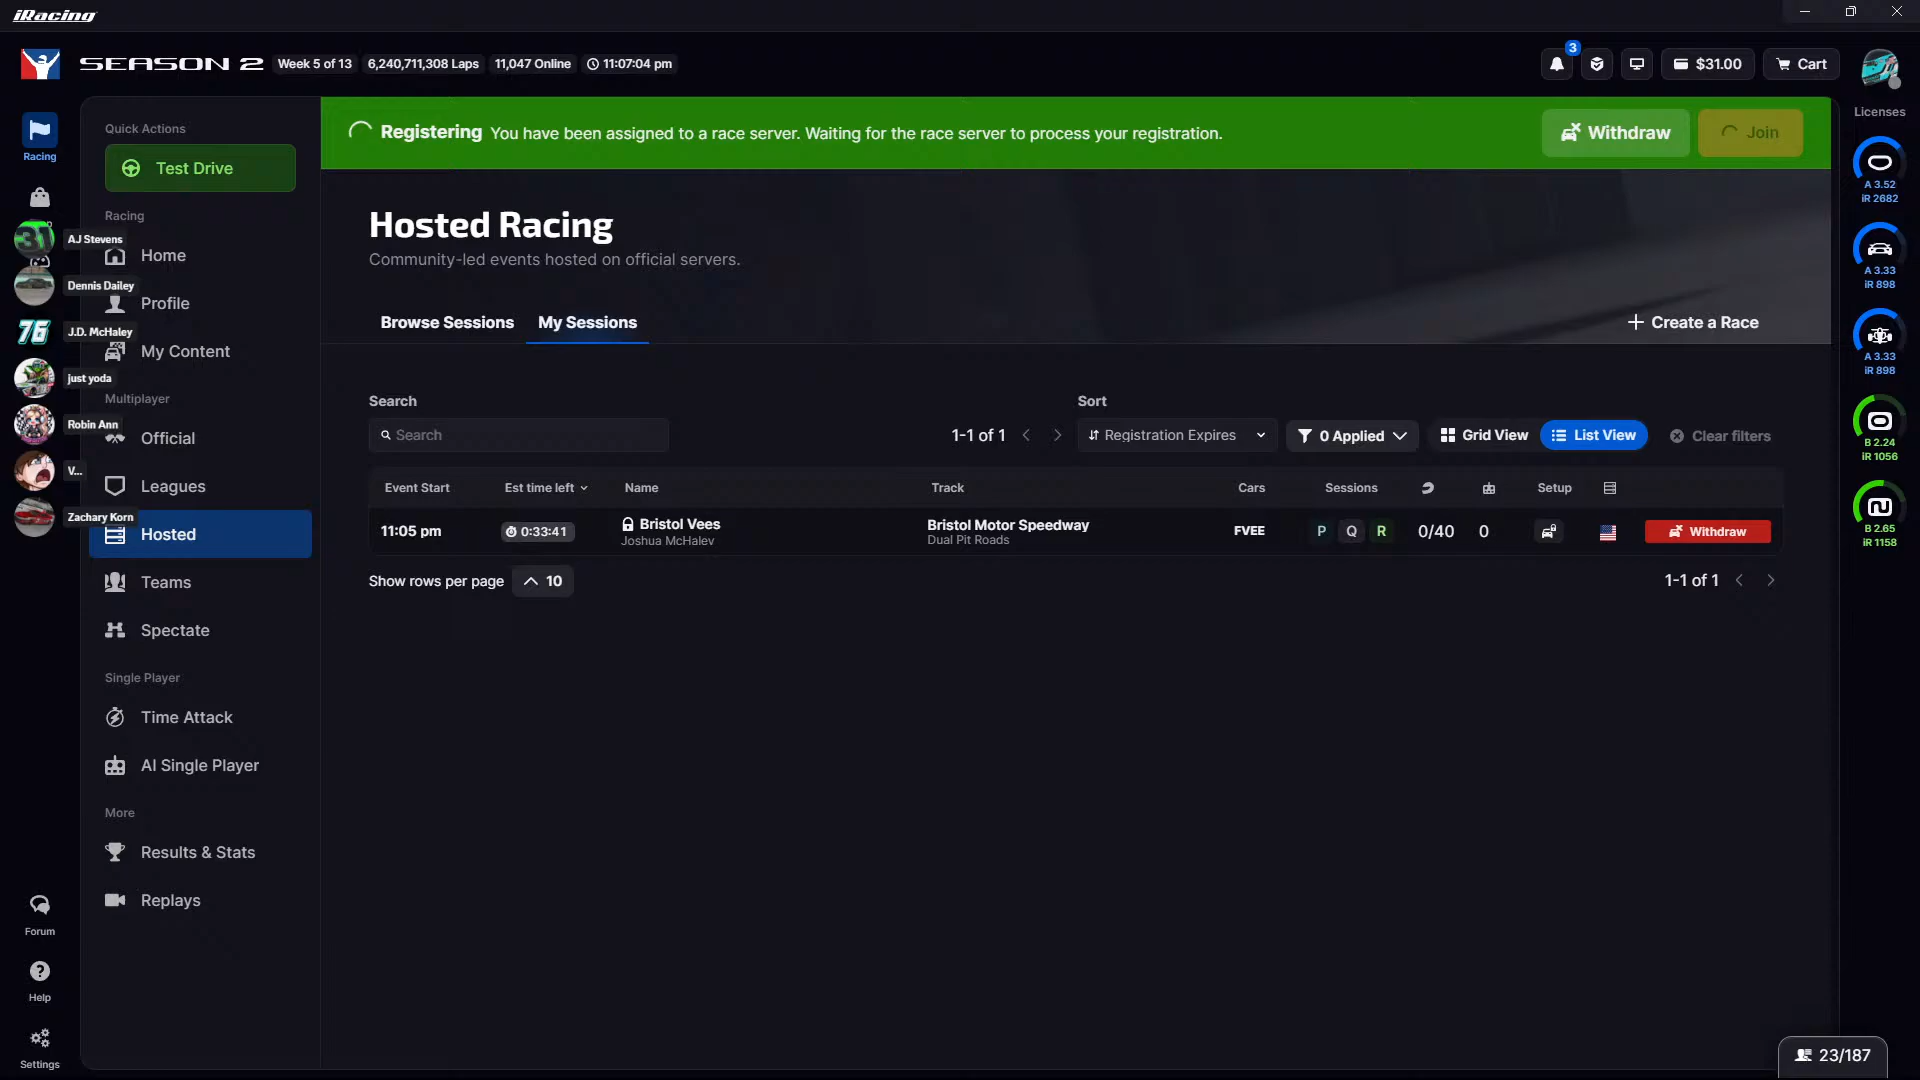 iRacing
SEASON 2
Week 5 of 13
6,240,711,308 Laps
11,047 Online
11:07:04 pm
3
$31.00
Cart
Racing
Quick Actions
Test Drive
Racing
Home
Profile
My Content
Multiplayer
Official
Leagues
Hosted
Teams
Spectate
Single Player
Time Attack
AI Single Player
More
Results & Stats
Replays
31
AJ Stevens
Dennis Dailey
76
J.D. McHaley
just yoda
Robin Ann
V...
Zachary Korn
Forum
Help
Settings
Registering You have been assigned to a race server. Waiting for the race server to process your registration.
Withdraw
Join
Hosted Racing
Community-led events hosted on official servers.
Browse Sessions
My Sessions
Create a Race
Search
Sort
Search
1-1 of 1
Registration Expires
0 Applied
Grid View
List View
Clear filters
Event Start
Est time left
Name
Track
Cars
Sessions
Setup
11:05 pm
0:33:41
Bristol Vees
Joshua McHalev
Bristol Motor Speedway
Dual Pit Roads
FVEE
P
Q
R
0/40
0
Withdraw
Show rows per page
10
1-1 of 1
Licenses
A 3.52
iR 2682
A 3.33
iR 898
A 3.33
iR 898
B 2.24
iR 1056
B 2.65
iR 1158
23/187